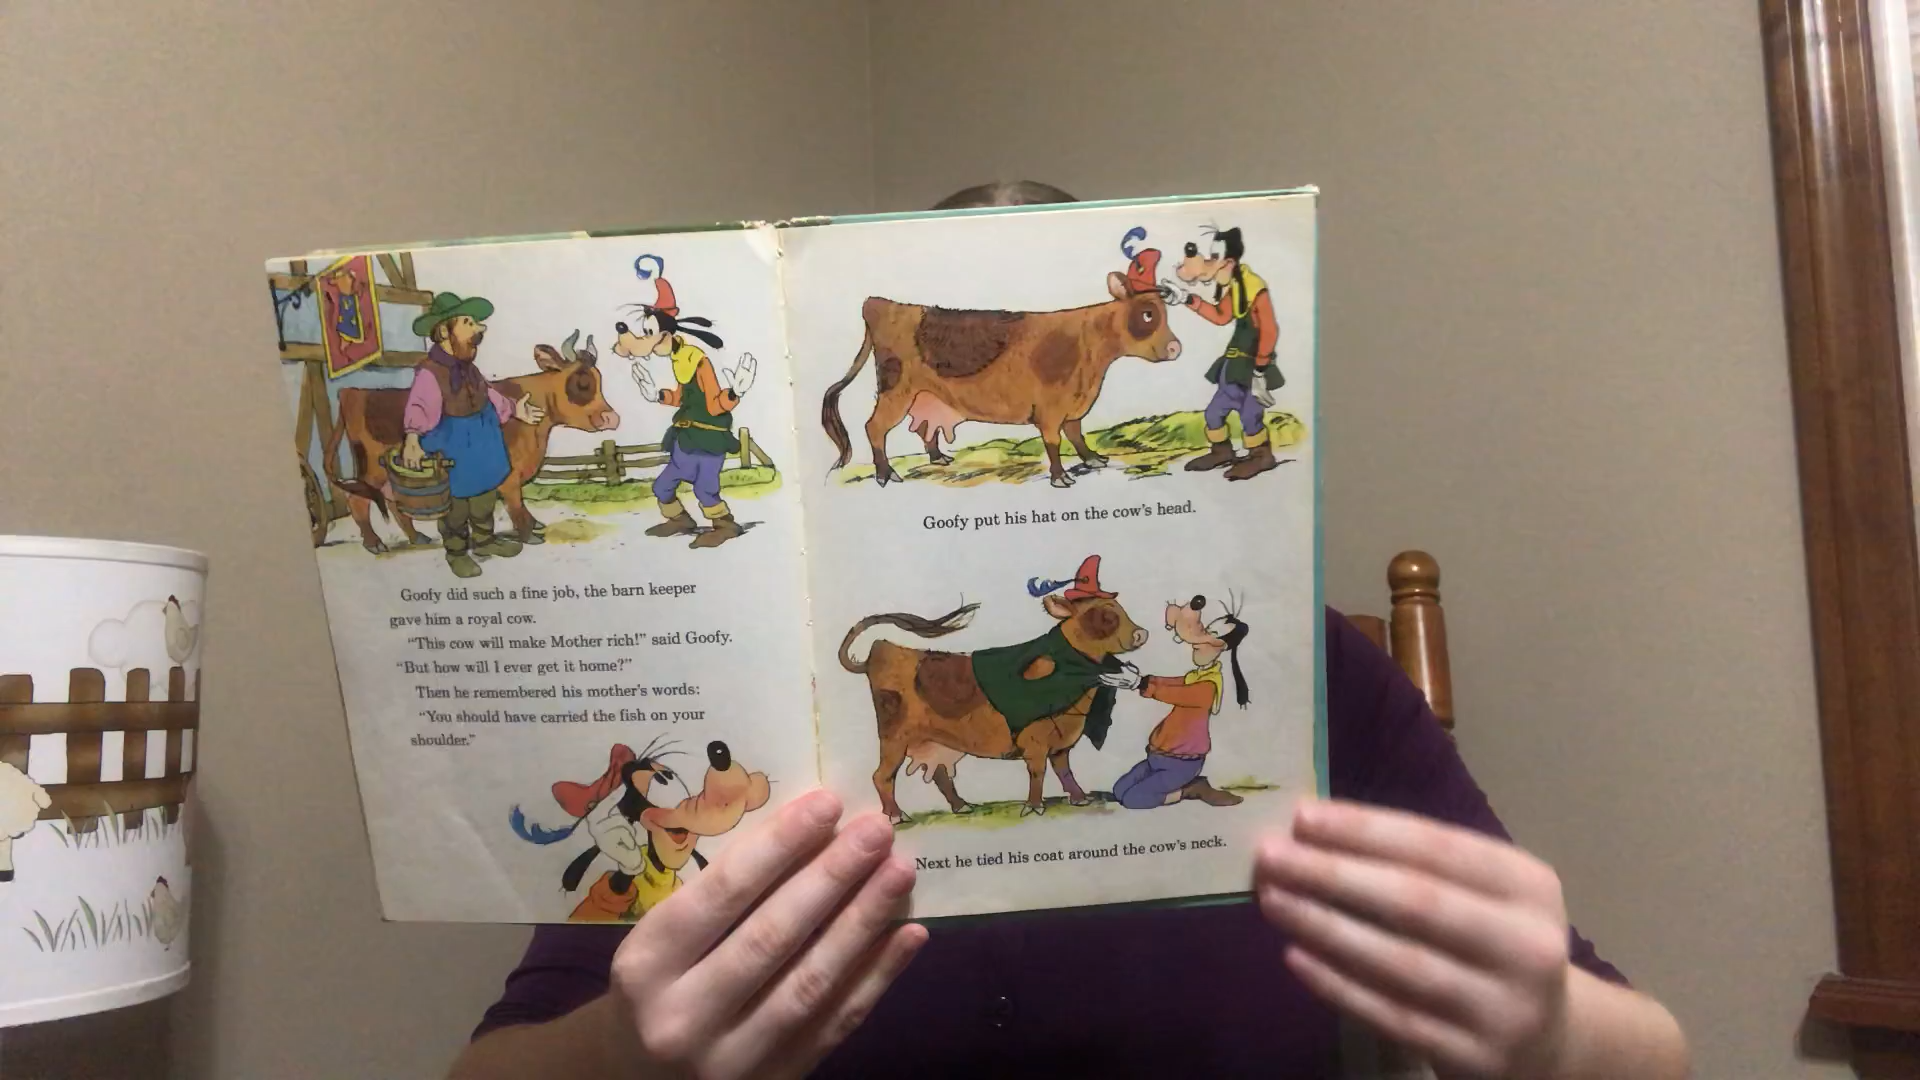 Goofy did such a fine job, the barn keeper
gave him a royal cow.
"This cow will make Mother rich!" said Goofy.
"But how will I ever get it home?"
Then he remembered his mother's words:
"You should have carried the fish on your
shoulder."
Goofy put his hat on the cow's head.
Next he tied his coat around the cow's neck.